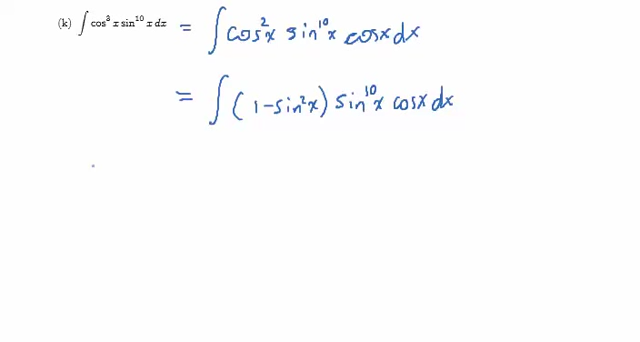 (k) ∫ cos³ x sin¹⁰ x dx = ∫ cos²x sin¹⁰x cosx dx
= ∫ (1-sin²x) sin¹⁰x cosx dx